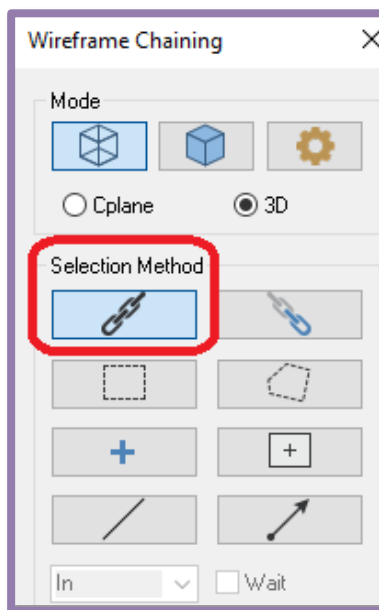 Wireframe Chaining
Mode
Cplane
3D
Selection Method
In
Wait